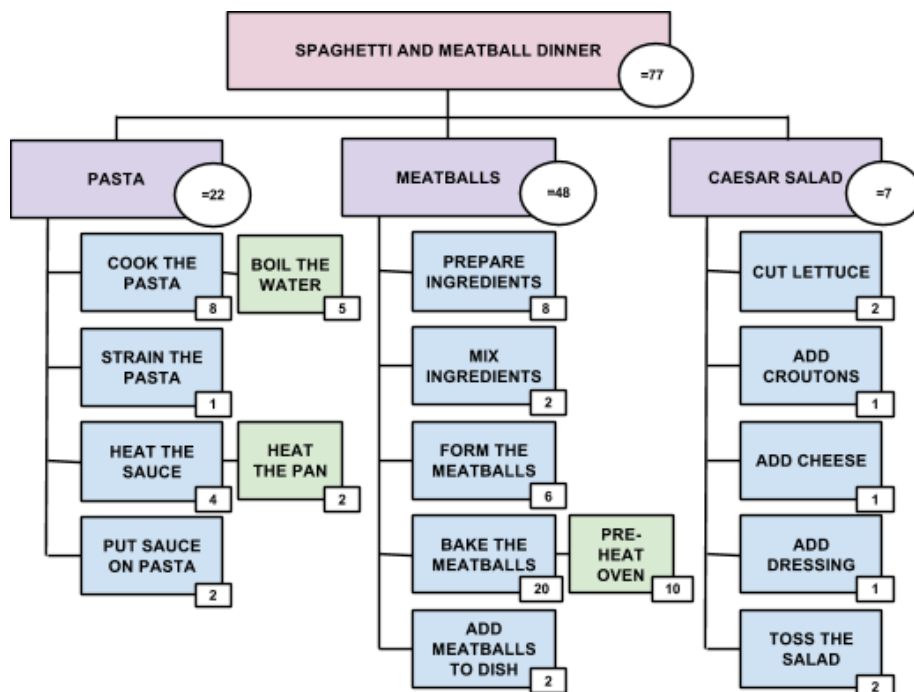 SPAGHETTI AND MEATBALL DINNER
=77
PASTA
=22
COOK THE
PASTA
8
BOIL THE
WATER
5
STRAIN THE
PASTA
1
HEAT THE
SAUCE
4
HEAT
THE PAN
2
PUT SAUCE
ON PASTA
2
MEATBALLS
=48
PREPARE
INGREDIENTS
8
MIX
INGREDIENTS
2
FORM THE
MEATBALLS
6
BAKE THE
MEATBALLS
20
PRE-
HEAT
OVEN
10
ADD
MEATBALLS
TO DISH
2
CAESAR SALAD
=7
CUT LETTUCE
2
ADD
CROUTONS
1
ADD CHEESE
1
ADD
DRESSING
1
TOSS THE
SALAD
2